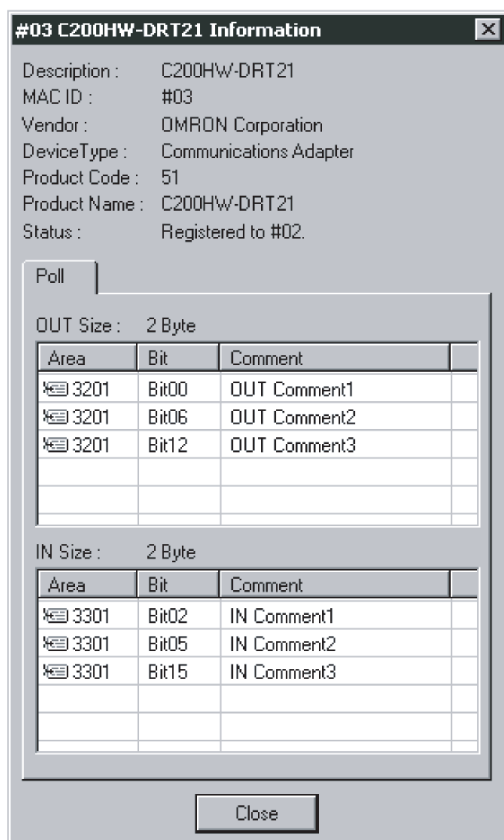 #03 C200HW-DRT21 Information
Description : C200HW-DRT21
MAC ID : #03
Vendor : OMRON Corporation
DeviceType : Communications Adapter
Product Code : 51
Product Name : C200HW-DRT21
Status : Registered to #02.
Poll
OUT Size : 2 Byte
Area Bit Comment
3201 Bit00 OUT Comment1
3201 Bit06 OUT Comment2
3201 Bit12 OUT Comment3
IN Size : 2 Byte
Area Bit Comment
3301 Bit02 IN Comment1
3301 Bit05 IN Comment2
3301 Bit15 IN Comment3
Close